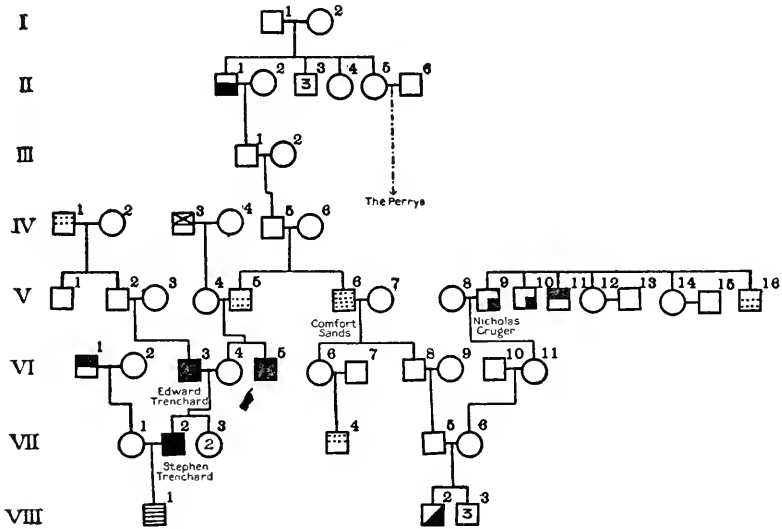 I 1 2
II 1 2 3 3 4 5 6
III 1 2
The Perrys
IV 1 2 3 4 5 6
V 1 2 3 4 5 6 7 8 9 10 11 12 13 14 15 16
Comfort
Sands
Nicholas
Cruger
VI 1 2 3 4 5 6 7 8 9 10 11
Edward
Trenchard
VII 1 2 2 3 4 5 6
Stephen
Trenchard
VIII 1 2 3 3